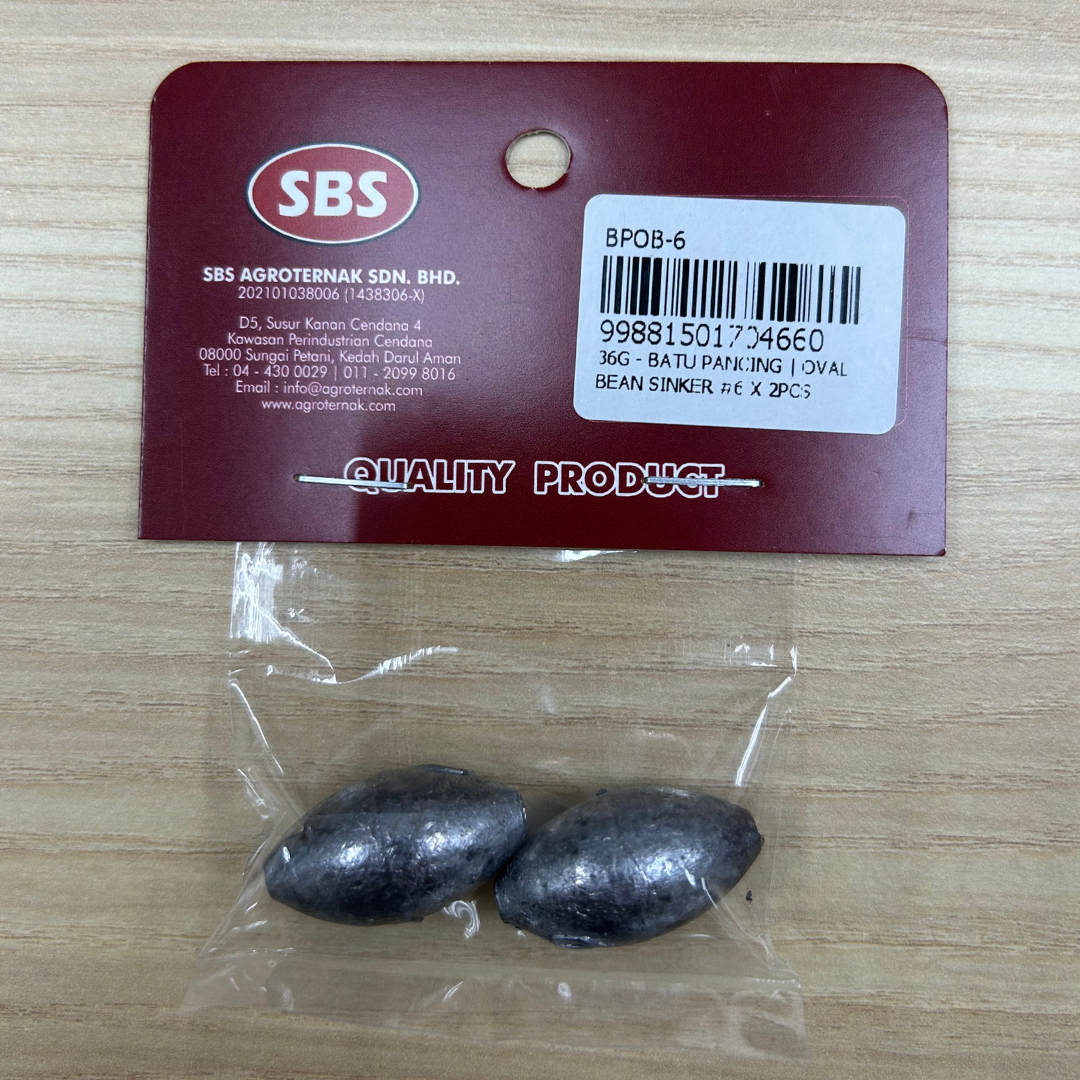 SBS
SBS AGROTERNAK SDN. BHD.
202101038006 (1438306-X)
D5, Susur Kanan Cendana 4
Kawasan Perindustrian Cendana
08000 Sungai Petani, Kedah Darul Aman
Tel : 04 - 430 0029 | 011 - 2099 8016
Email : info@agroternak.com
www.agroternak.com
BPOB-6
99881501704660
36G - BATU PANCING | OVAL
BEAN SINKER #6 X 2PCS
QUALITY PRODUCT